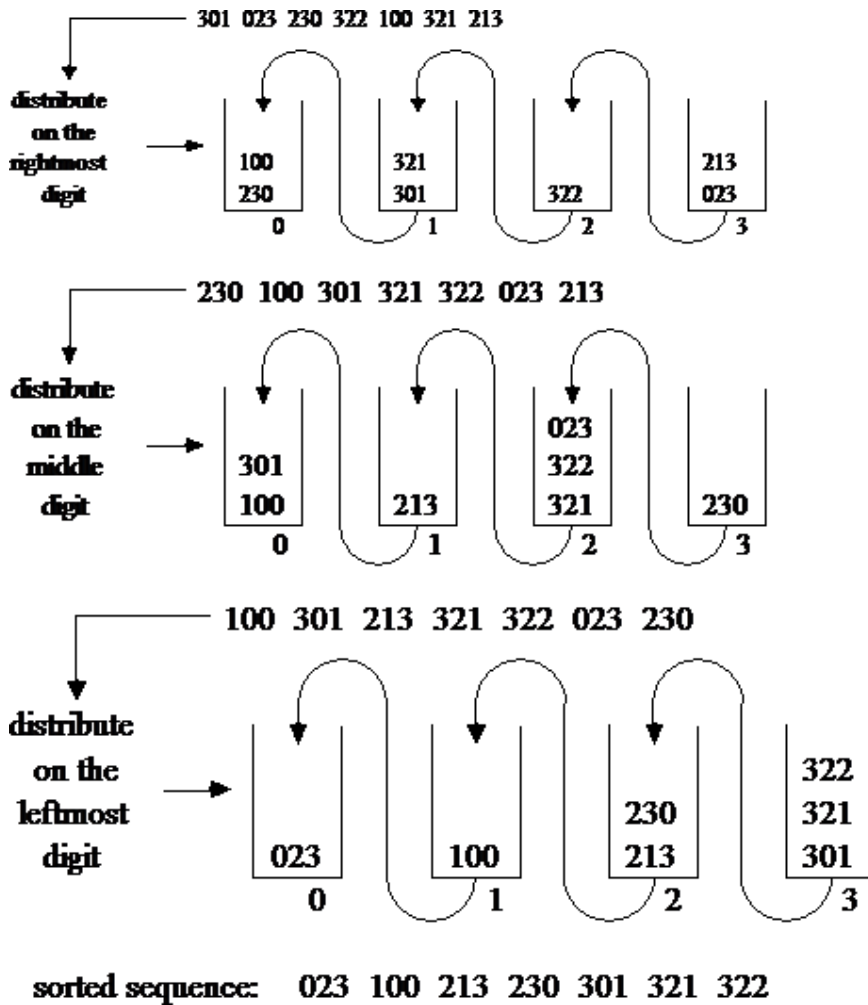 301 023 230 322 100 321 213
distribute
on the
rightmost
digit
100 321 213
230 301 322 023
0 1 2 3
230 100 301 321 322 023 213
distribute
on the
middle
digit
023
301 322
100 213 321 230
0 1 2 3
100 301 213 321 322 023 230
distribute
on the
leftmost
digit
322
230 321
023 100 213 301
0 1 2 3
sorted sequence: 023 100 213 230 301 321 322